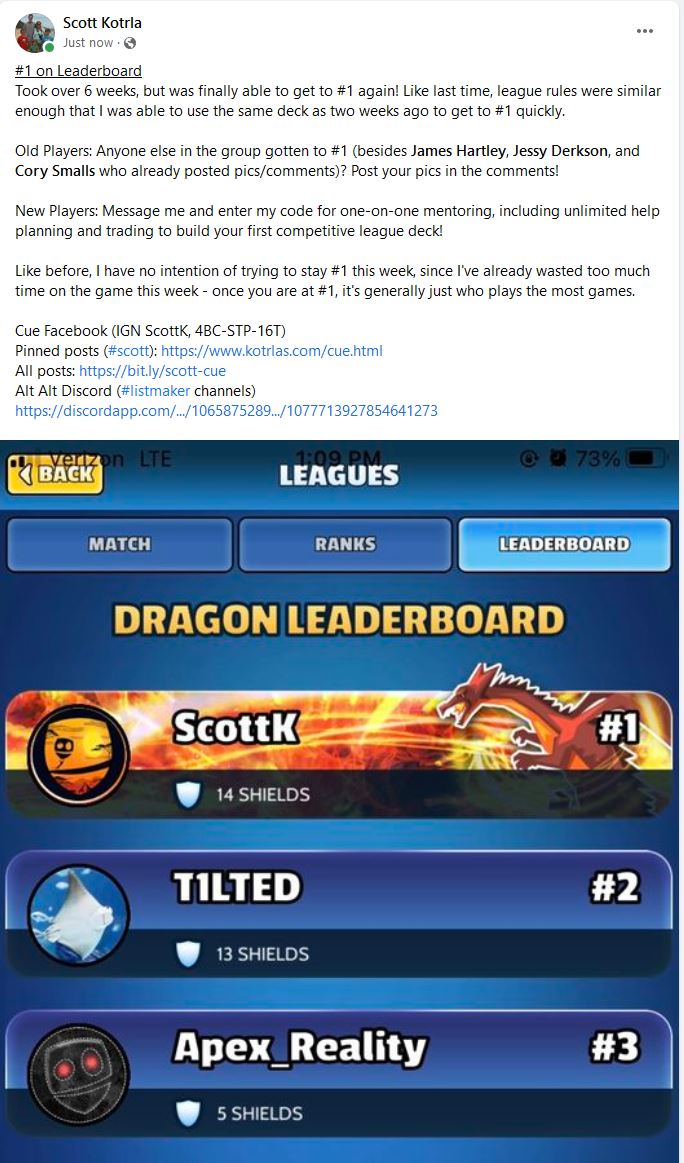 Scott Kotrla
Just now ·
#1 on Leaderboard
Took over 6 weeks, but was finally able to get to #1 again! Like last time, league rules were similar
enough that I was able to use the same deck as two weeks ago to get to #1 quickly.
Old Players: Anyone else in the group gotten to #1 (besides James Hartley, Jessy Derkson, and
Cory Smalls who already posted pics/comments)? Post your pics in the comments!
New Players: Message me and enter my code for one-on-one mentoring, including unlimited help
planning and trading to build your first competitive league deck!
Like before, I have no intention of trying to stay #1 this week, since I've already wasted too much
time on the game this week - once you are at #1, it's generally just who plays the most games.
Cue Facebook (IGN ScottK, 4BC-STP-16T)
Pinned posts (#scott): https://www.kotrlas.com/cue.html
All posts: https://bit.ly/scott-cue
Alt Alt Discord (#listmaker channels)
https://discordapp.com/.../1065875289.../1077713927854641273
Verizon LTE 1:09 PM 73%
BACK LEAGUES
MATCH RANKS LEADERBOARD
DRAGON LEADERBOARD
ScottK #1
14 SHIELDS
T1LTED #2
13 SHIELDS
Apex_Reality #3
5 SHIELDS